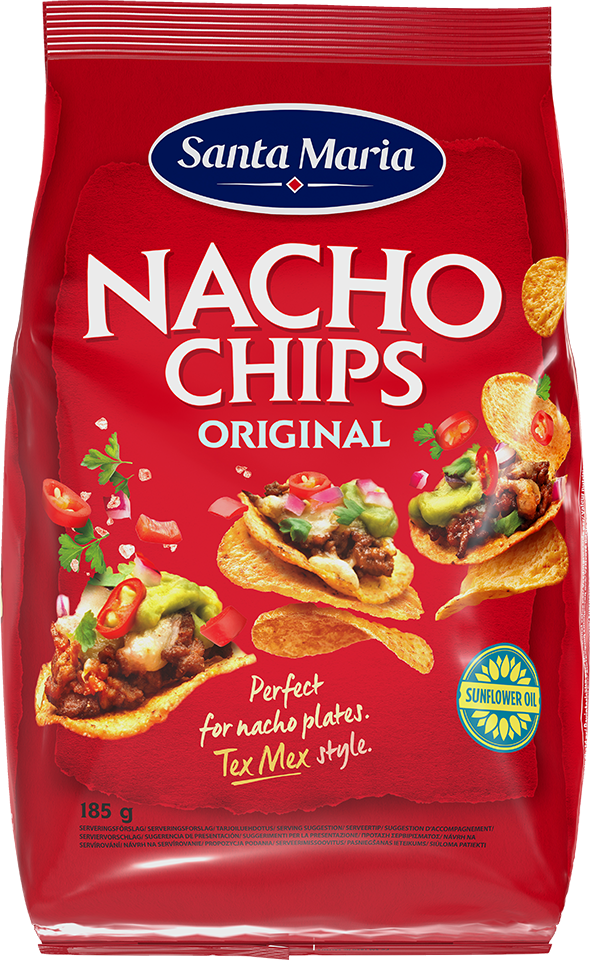 Santa Maria
NACHO
CHIPS
ORIGINAL
SUNFLOWER OIL
Perfect
for nacho plates.
Tex Mex style.
185 g
SERVERINGSFÖRSLAG/ SERVERINGSFORSLAG/ TARJOILUEHDOTUS/ SERVING SUGGESTION/ SERVEERTIP/ SUGGESTION D'ACCOMPAGNEMENT/
SERVIERVORSCHLAG/ SUGERENCIA DE PRESENTACIÓN/ SUGGERIMENTI PER LA PRESENTAZIONE/ ΠΡΟΤΑΣΗ ΣΕΡΒΙΡΙΣΜΑΤΟΣ/ NÁVRH NA
SERVÍROVÁNÍ/ NÁVRH NA SERVÍROVANIE/ PROPOZYCJA PODANIA/ SERVEERIMISSOOVITUS/ PASNIEGŠANAS IETEIKUMS/ SIŪLOMA PATIEKTI